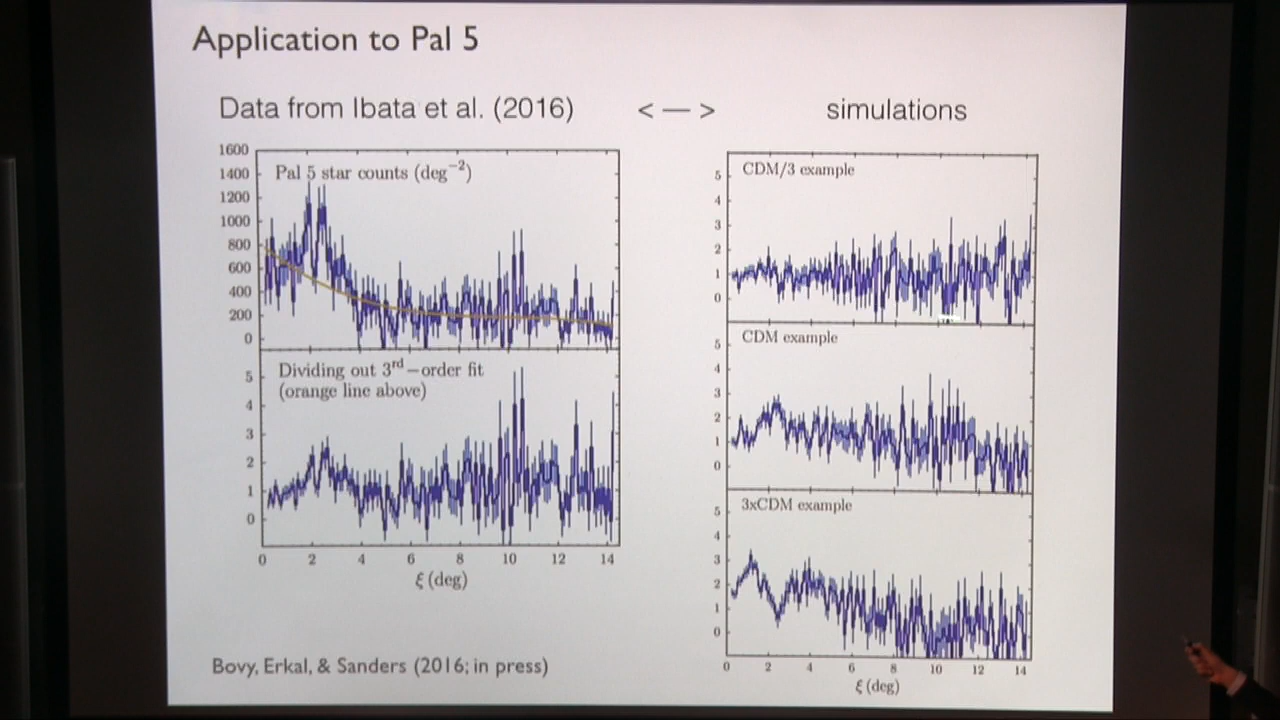 Application to Pal 5
Data from Ibata et al. (2016)
< — >
simulations
1600
1400
1200
1000
800
600
400
200
0
Pal 5 star counts (deg⁻²)
5
4
3
2
1
0
Dividing out 3ʳᵈ−order fit
(orange line above)
0 2 4 6 8 10 12 14
ξ (deg)
CDM/3 example
5
4
3
2
1
0
CDM example
5
4
3
2
1
0
3xCDM example
5
4
3
2
1
0
0 2 4 6 8 10 12 14
ξ (deg)
Bovy, Erkal, & Sanders (2016; in press)